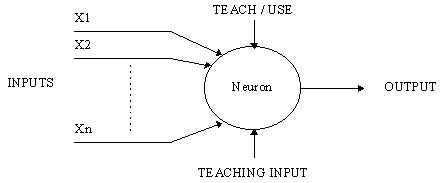 X1
TEACH / USE
X2
INPUTS
Neuron
OUTPUT
Xn
TEACHING INPUT